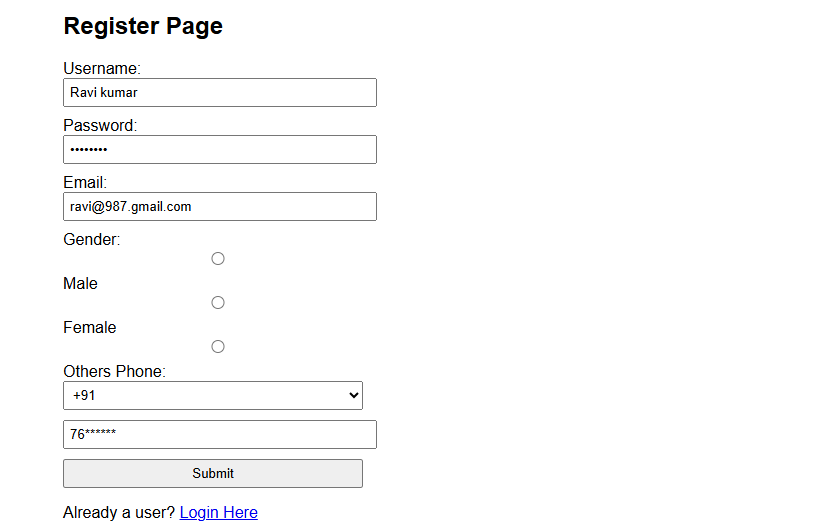 Register Page
Username:
Ravi kumar
Password:
••••••••
Email:
ravi@987.gmail.com
Gender:
Male
Female
Others Phone:
+91
76******
Submit
Already a user? Login Here